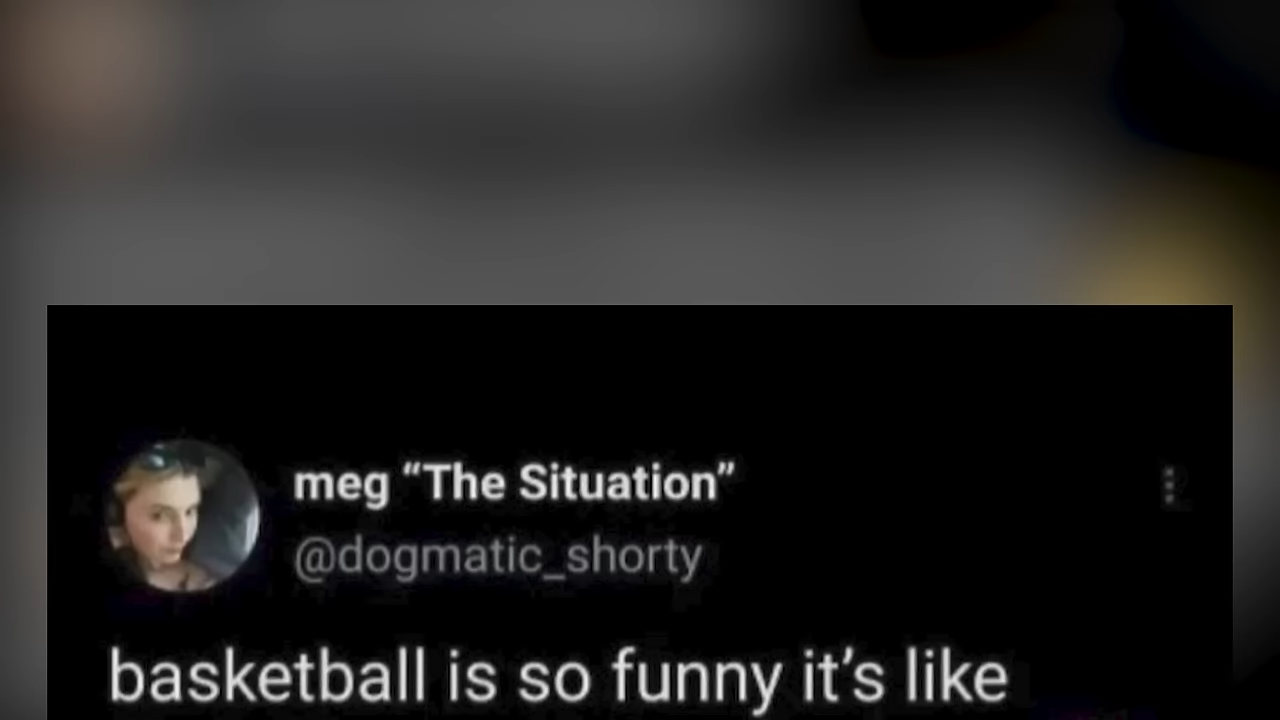 meg “The Situation”
@dogmatic_shorty
basketball is so funny it’s like